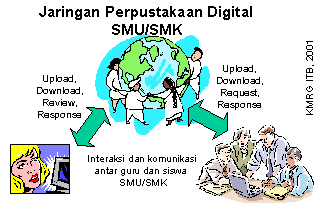 Jaringan Perpustakaan Digital
SMU/SMK
Upload,
Download,
Review,
Response
Upload,
Download,
Request,
Response
Interaksi dan komunikasi
antar guru dan siswa
SMU/SMK
KMRG ITB, 2001